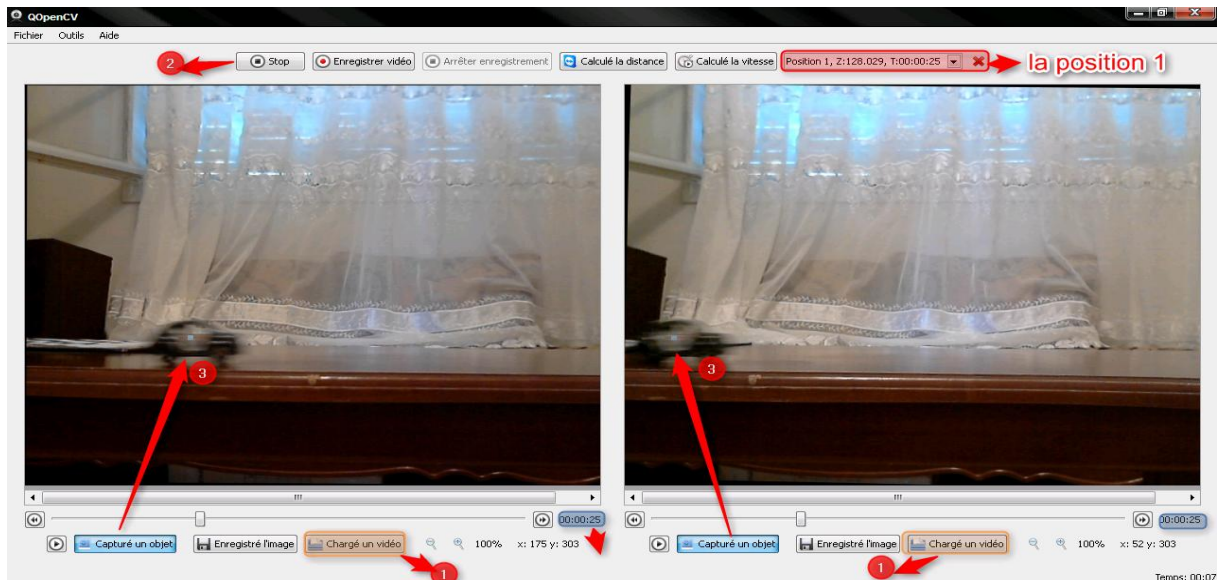 QOpenCV
Fichier Outils Aide
2 Stop Enregistrer vidéo Arrêter enregistrement Calculé la distance Calculé la vitesse Position 1, Z:128.029, T:00:00:25 la position 1
3 3
00:00:25 00:00:25
Capturé un objet Enregistré l'image Chargé un vidéo 100% x: 175 y: 303 Capturé un objet Enregistré l'image Chargé un vidéo 100% x: 52 y: 303
1 1
Temps: 00:07